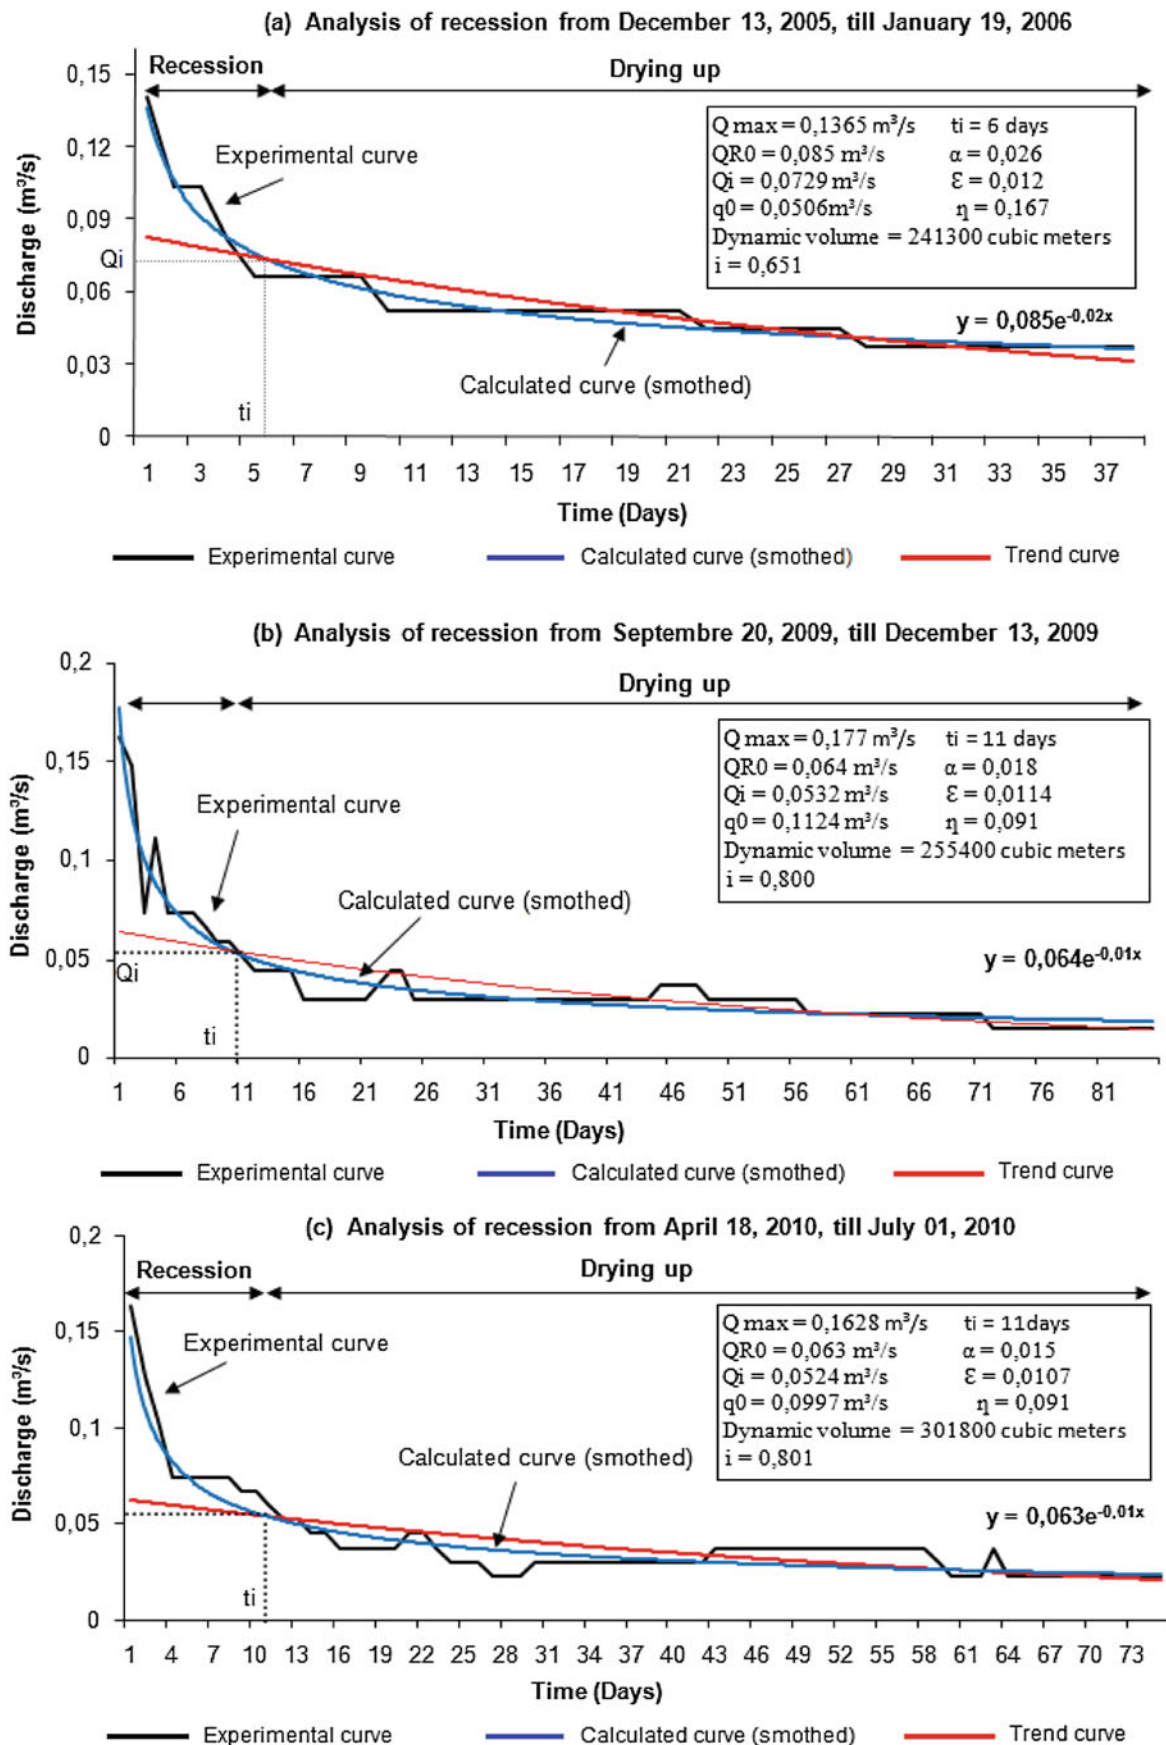 (a) Analysis of recession from December 13, 2005, till January 19, 2006
Recession
Drying up
0,15
0,12
0,09
0,06
0,03
0
Discharge (m³/s)
Experimental curve
Q max = 0,1365 m³/s ti = 6 days
QR0 = 0,085 m³/s α = 0,026
Qi = 0,0729 m³/s Ɛ = 0,012
q0 = 0,0506m³/s η = 0,167
Dynamic volume = 241300 cubic meters
i = 0,651
Qi
y = 0,085e-0,02x
Calculated curve (smothed)
ti
1 3 5 7 9 11 13 15 17 19 21 23 25 27 29 31 33 35 37
Time (Days)
Experimental curve Calculated curve (smothed) Trend curve
(b) Analysis of recession from Septembre 20, 2009, till December 13, 2009
Drying up
0,2
0,15
0,1
0,05
0
Discharge (m³/s)
Q max = 0,177 m³/s ti = 11 days
QR0 = 0,064 m³/s α = 0,018
Qi = 0,0532 m³/s Ɛ = 0,0114
q0 = 0,1124 m³/s η = 0,091
Dynamic volume = 255400 cubic meters
i = 0,800
Experimental curve
Calculated curve (smothed)
y = 0,064e-0,01x
Qi
ti
1 6 11 16 21 26 31 36 41 46 51 56 61 66 71 76 81
Time (Days)
Experimental curve Calculated curve (smothed) Trend curve
(c) Analysis of recession from April 18, 2010, till July 01, 2010
Recession
Drying up
0,2
0,15
0,1
0,05
0
Discharge (m³/s)
Experimental curve
Q max = 0,1628 m³/s ti = 11days
QR0 = 0,063 m³/s α = 0,015
Qi = 0,0524 m³/s Ɛ = 0,0107
q0 = 0,0997 m³/s η = 0,091
Dynamic volume = 301800 cubic meters
i = 0,801
Calculated curve (smothed)
y = 0,063e-0,01x
ti
1 4 7 10 13 16 19 22 25 28 31 34 37 40 43 46 49 52 55 58 61 64 67 70 73
Time (Days)
Experimental curve Calculated curve (smothed) Trend curve